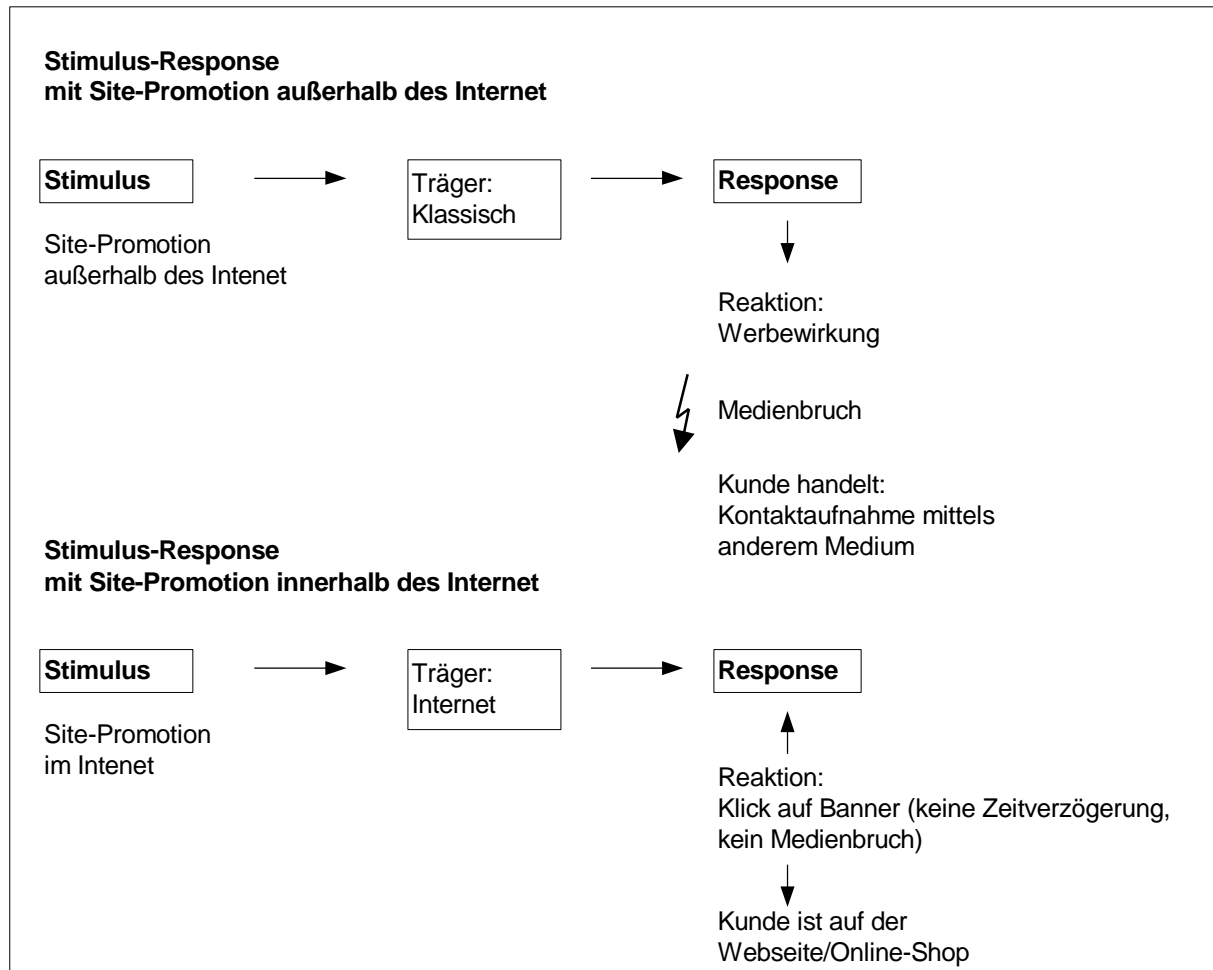 Stimulus-Response
mit Site-Promotion außerhalb des Internet
Stimulus
Träger:
Klassisch
Response
Site-Promotion
außerhalb des Intenet
Reaktion:
Werbewirkung
Medienbruch
Kunde handelt:
Kontaktaufnahme mittels
anderem Medium
Stimulus-Response
mit Site-Promotion innerhalb des Internet
Stimulus
Träger:
Internet
Response
Site-Promotion
im Intenet
Reaktion:
Klick auf Banner (keine Zeitverzögerung,
kein Medienbruch)
Kunde ist auf der
Webseite/Online-Shop